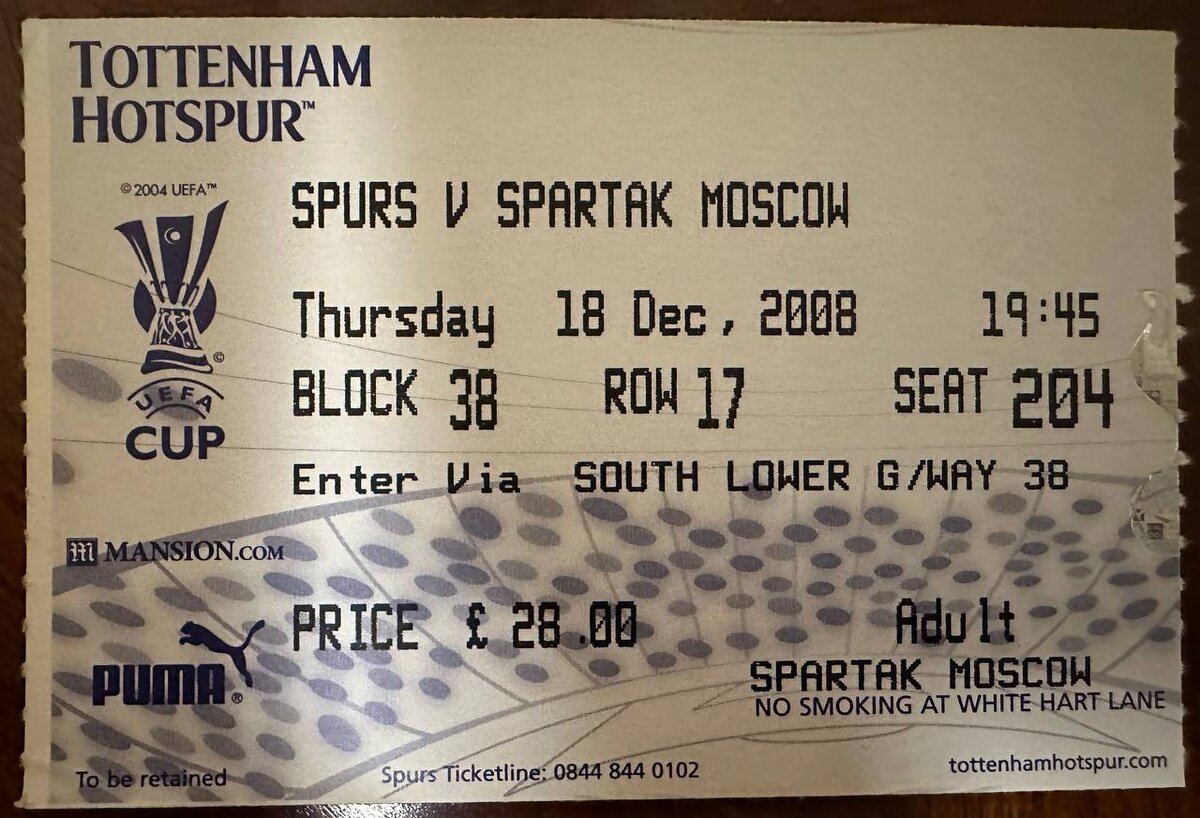 TOTTENHAM
HOTSPUR™
© 2004 UEFA™
SPURS V SPARTAK MOSCOW
Thursday 18 Dec, 2008 19:45
BLOCK 38 ROW 17 SEAT 204
©
UEFA
CUP
Enter Via SOUTH LOWER G/WAY 38
m MANSION.COM
PRICE £ 28.00 Adult
PUMA®
SPARTAK MOSCOW
NO SMOKING AT WHITE HART LANE
To be retained Spurs Ticketline: 0844 844 0102 tottenhamhotspur.com